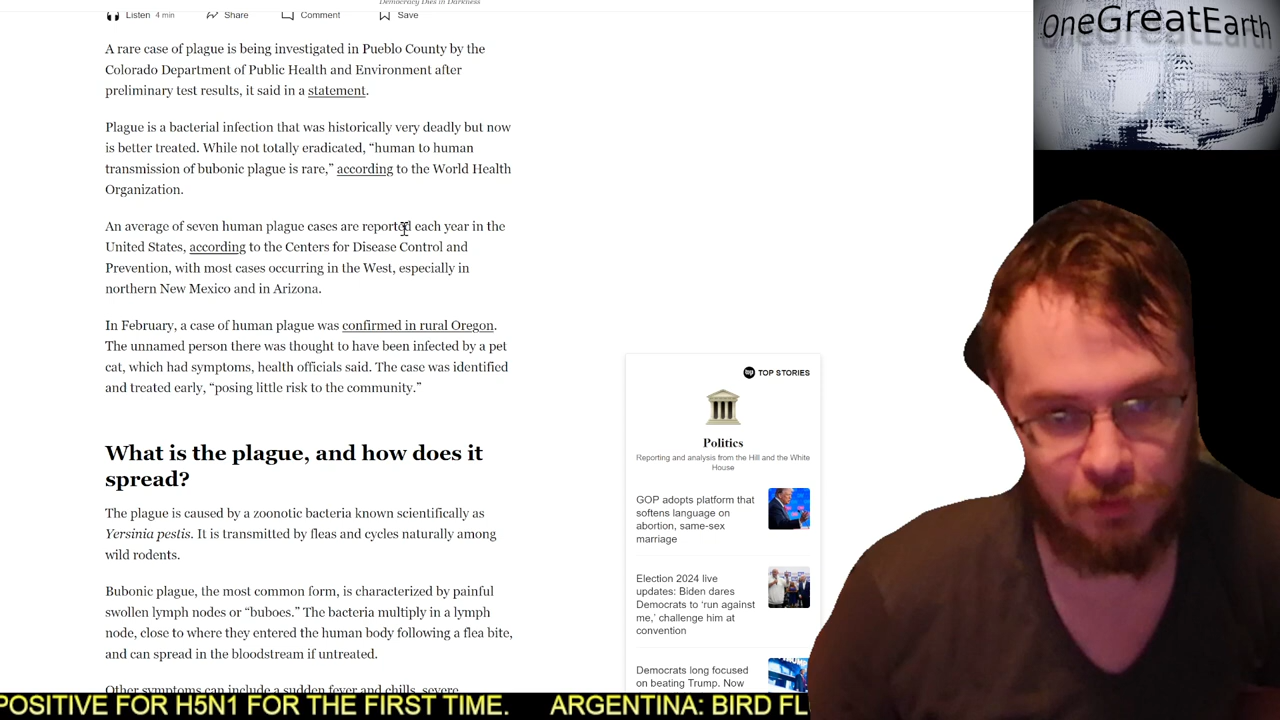 Democracy Dies in Darkness
Listen 4 min Share Comment Save
A rare case of plague is being investigated in Pueblo County by the
Colorado Department of Public Health and Environment after
preliminary test results, it said in a statement.
Plague is a bacterial infection that was historically very deadly but now
is better treated. While not totally eradicated, “human to human
transmission of bubonic plague is rare,” according to the World Health
Organization.
An average of seven human plague cases are reported each year in the
United States, according to the Centers for Disease Control and
Prevention, with most cases occurring in the West, especially in
northern New Mexico and in Arizona.
In February, a case of human plague was confirmed in rural Oregon.
The unnamed person there was thought to have been infected by a pet
cat, which had symptoms, health officials said. The case was identified
and treated early, “posing little risk to the community.”
What is the plague, and how does it
spread?
The plague is caused by a zoonotic bacteria known scientifically as
Yersinia pestis. It is transmitted by fleas and cycles naturally among
wild rodents.
Bubonic plague, the most common form, is characterized by painful
swollen lymph nodes or “buboes.” The bacteria multiply in a lymph
node, close to where they entered the human body following a flea bite,
and can spread in the bloodstream if untreated.
Other symptoms can include a sudden fever and chills, severe
top TOP STORIES
Politics
Reporting and analysis from the Hill and the White
House
GOP adopts platform that
softens language on
abortion, same-sex
marriage
Election 2024 live
updates: Biden dares
Democrats to ‘run against
me,’ challenge him at
convention
Democrats long focused
on beating Trump. Now
OneGreatEarth
POSITIVE FOR H5N1 FOR THE FIRST TIME. ARGENTINA: BIRD FL